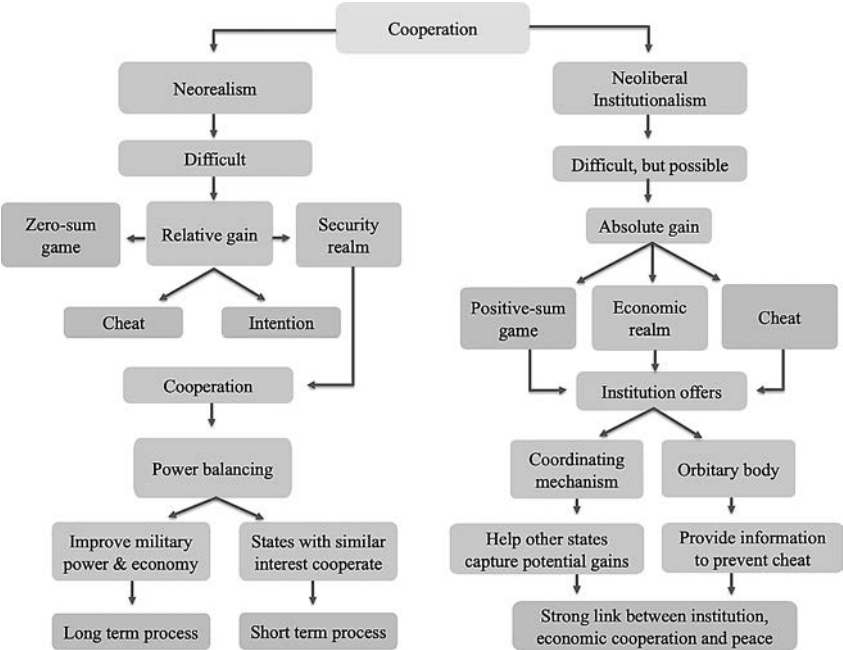 Cooperation
Neorealism
Neoliberal
Institutionalism
Difficult
Difficult, but possible
Zero-sum
game
Relative gain
Security
realm
Absolute gain
Cheat
Intention
Positive-sum
game
Economic
realm
Cheat
Cooperation
Institution offers
Power balancing
Coordinating
mechanism
Orbitary body
Improve military
power & economy
States with similar
interest cooperate
Help other states
capture potential gains
Provide information
to prevent cheat
Long term process
Short term process
Strong link between institution,
economic cooperation and peace